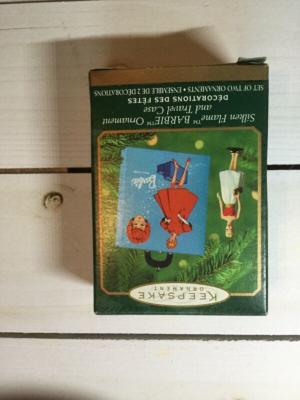 KEEPSAKE
ORNAMENT
Barbie
Silken Flame™ BARBIE™ Ornament
and Travel Case
DÉCORATIONS DES FÊTES
SET OF TWO ORNAMENTS • ENSEMBLE DE 2 DÉCORATIONS